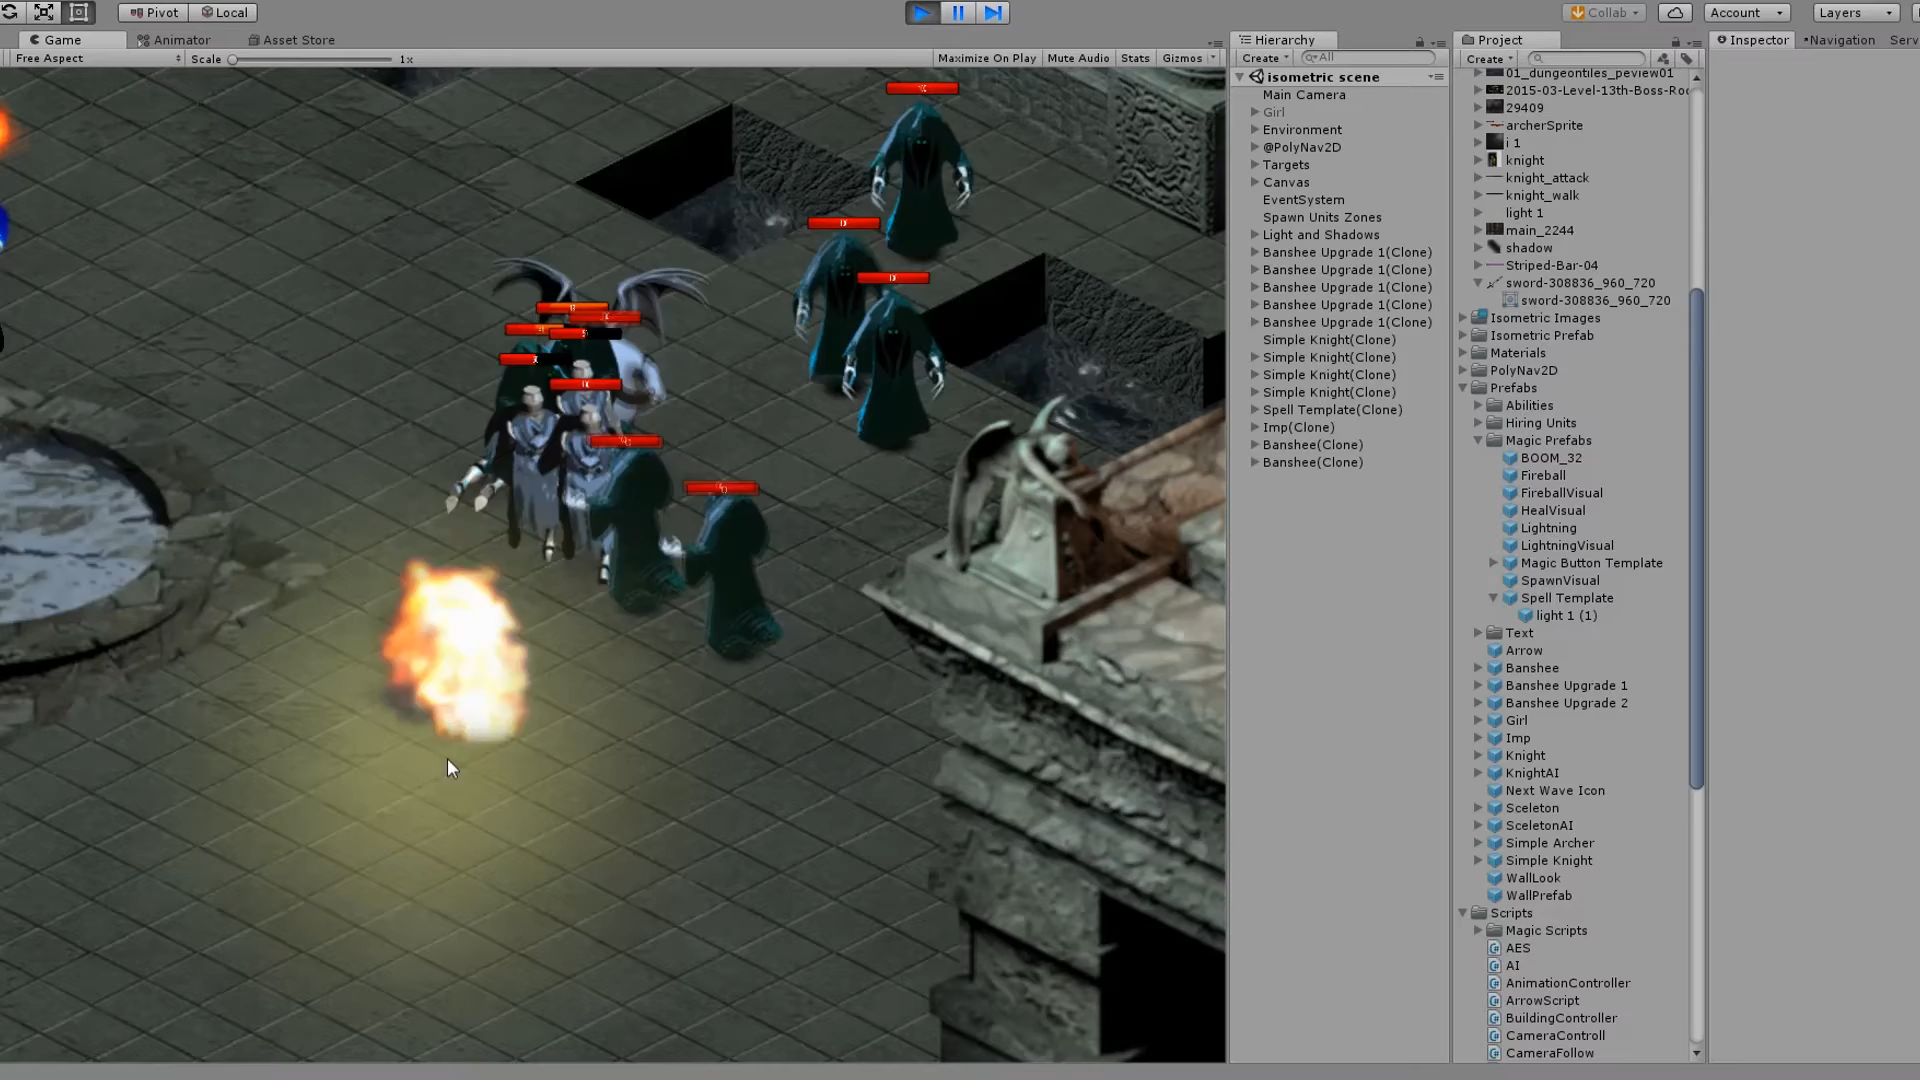 Pivot
Local
Collab
Account
Layers
Game
Animator
Asset Store
Hierarchy
Project
Inspector
Navigation
Serv
Free Aspect
Scale
1x
Maximize On Play
Mute Audio
Stats
Gizmos
Create
All
isometric scene
Main Camera
Girl
Environment
@PolyNav2D
Targets
Canvas
EventSystem
Spawn Units Zones
Light and Shadows
Banshee Upgrade 1(Clone)
Banshee Upgrade 1(Clone)
Banshee Upgrade 1(Clone)
Banshee Upgrade 1(Clone)
Banshee Upgrade 1(Clone)
Simple Knight(Clone)
Simple Knight(Clone)
Simple Knight(Clone)
Simple Knight(Clone)
Spell Template(Clone)
Imp(Clone)
Banshee(Clone)
Banshee(Clone)
Create
01_dungeontiles_peview01
2015-03-Level-13th-Boss-Roo
29409
archerSprite
i 1
knight
knight_attack
knight_walk
light 1
main_2244
shadow
Striped-Bar-04
sword-308836_960_720
sword-308836_960_720
Isometric Images
Isometric Prefab
Materials
PolyNav2D
Prefabs
Abilities
Hiring Units
Magic Prefabs
BOOM_32
Fireball
FireballVisual
HealVisual
Lightning
LightningVisual
Magic Button Template
SpawnVisual
Spell Template
light 1 (1)
Text
Arrow
Banshee
Banshee Upgrade 1
Banshee Upgrade 2
Girl
Imp
Knight
KnightAI
Next Wave Icon
Sceleton
SceletonAI
Simple Archer
Simple Knight
WallLook
WallPrefab
Scripts
Magic Scripts
AES
AI
AnimationController
ArrowScript
BuildingController
CameraControll
CameraFollow